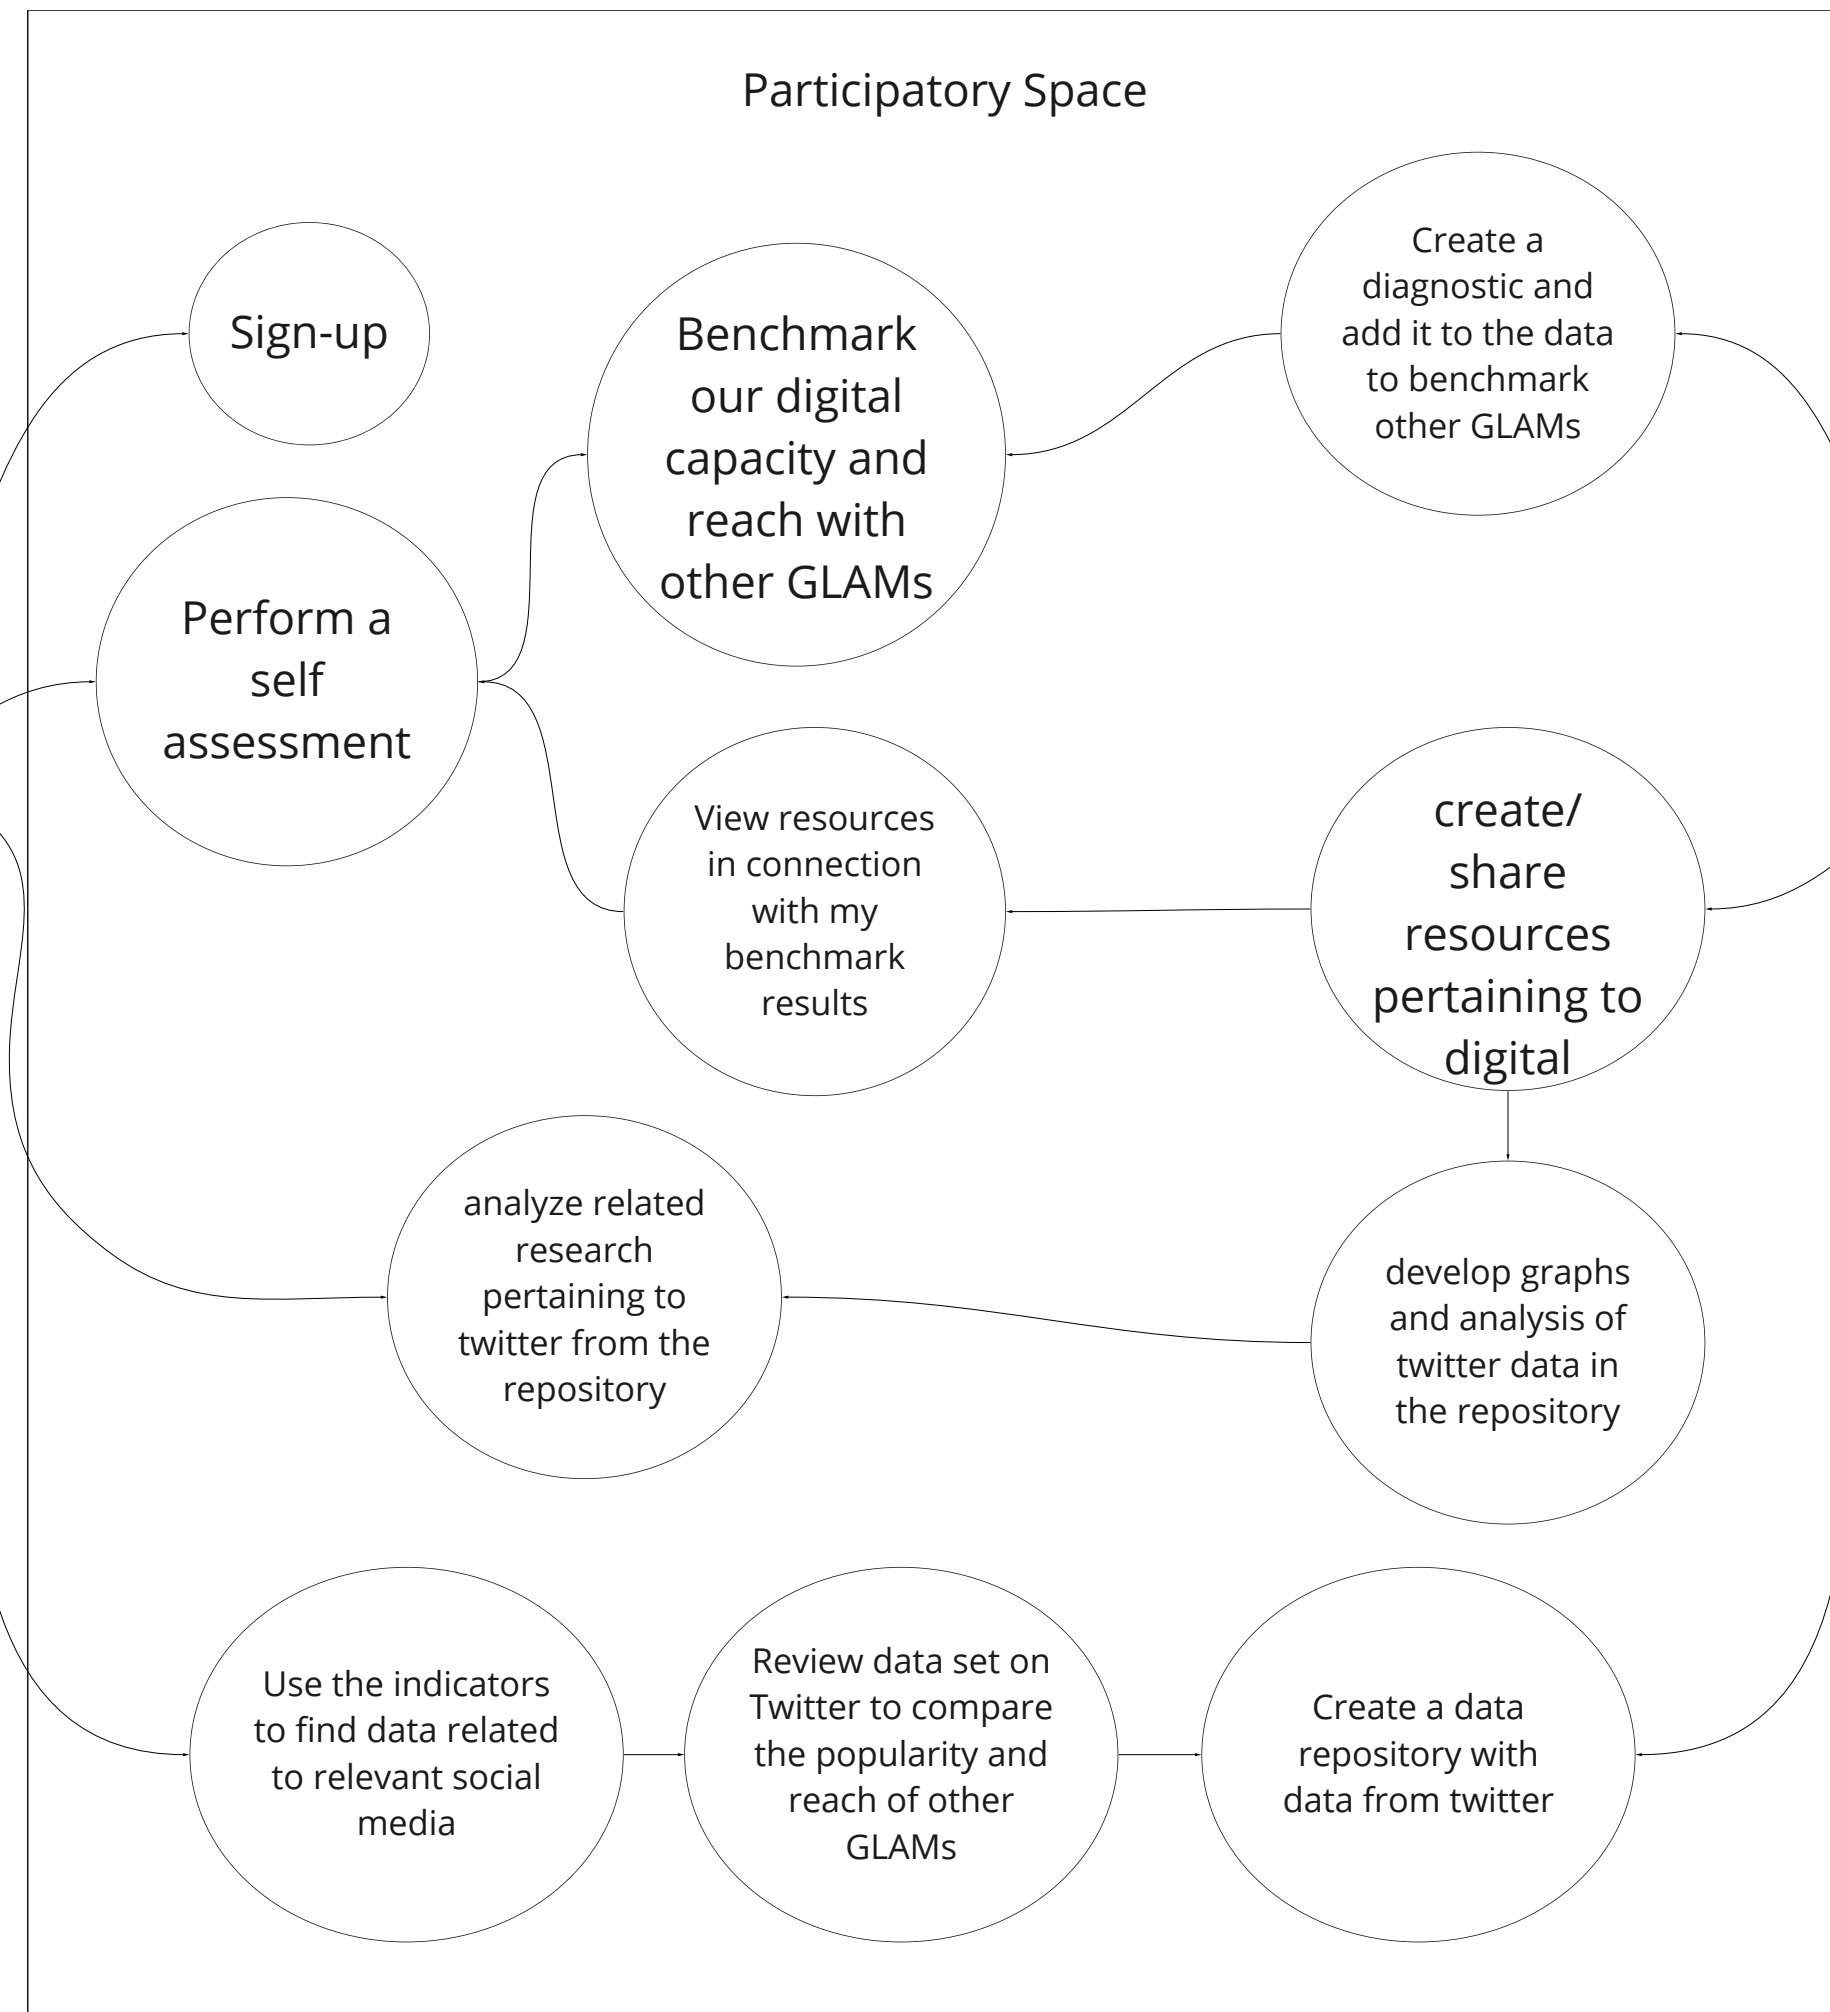 Participatory Space
Create a
diagnostic and
add it to the data
to benchmark
other GLAMs
Sign-up
Benchmark
our digital
capacity and
reach with
other GLAMs
Perform a
self
assessment
View resources
in connection
with my
benchmark
results
create/
share
resources
pertaining to
digital
analyze related
research
pertaining to
twitter from the
repository
develop graphs
and analysis of
twitter data in
the repository
Use the indicators
to find data related
to relevant social
media
Review data set on
Twitter to compare
the popularity and
reach of other
GLAMs
Create a data
repository with
data from twitter